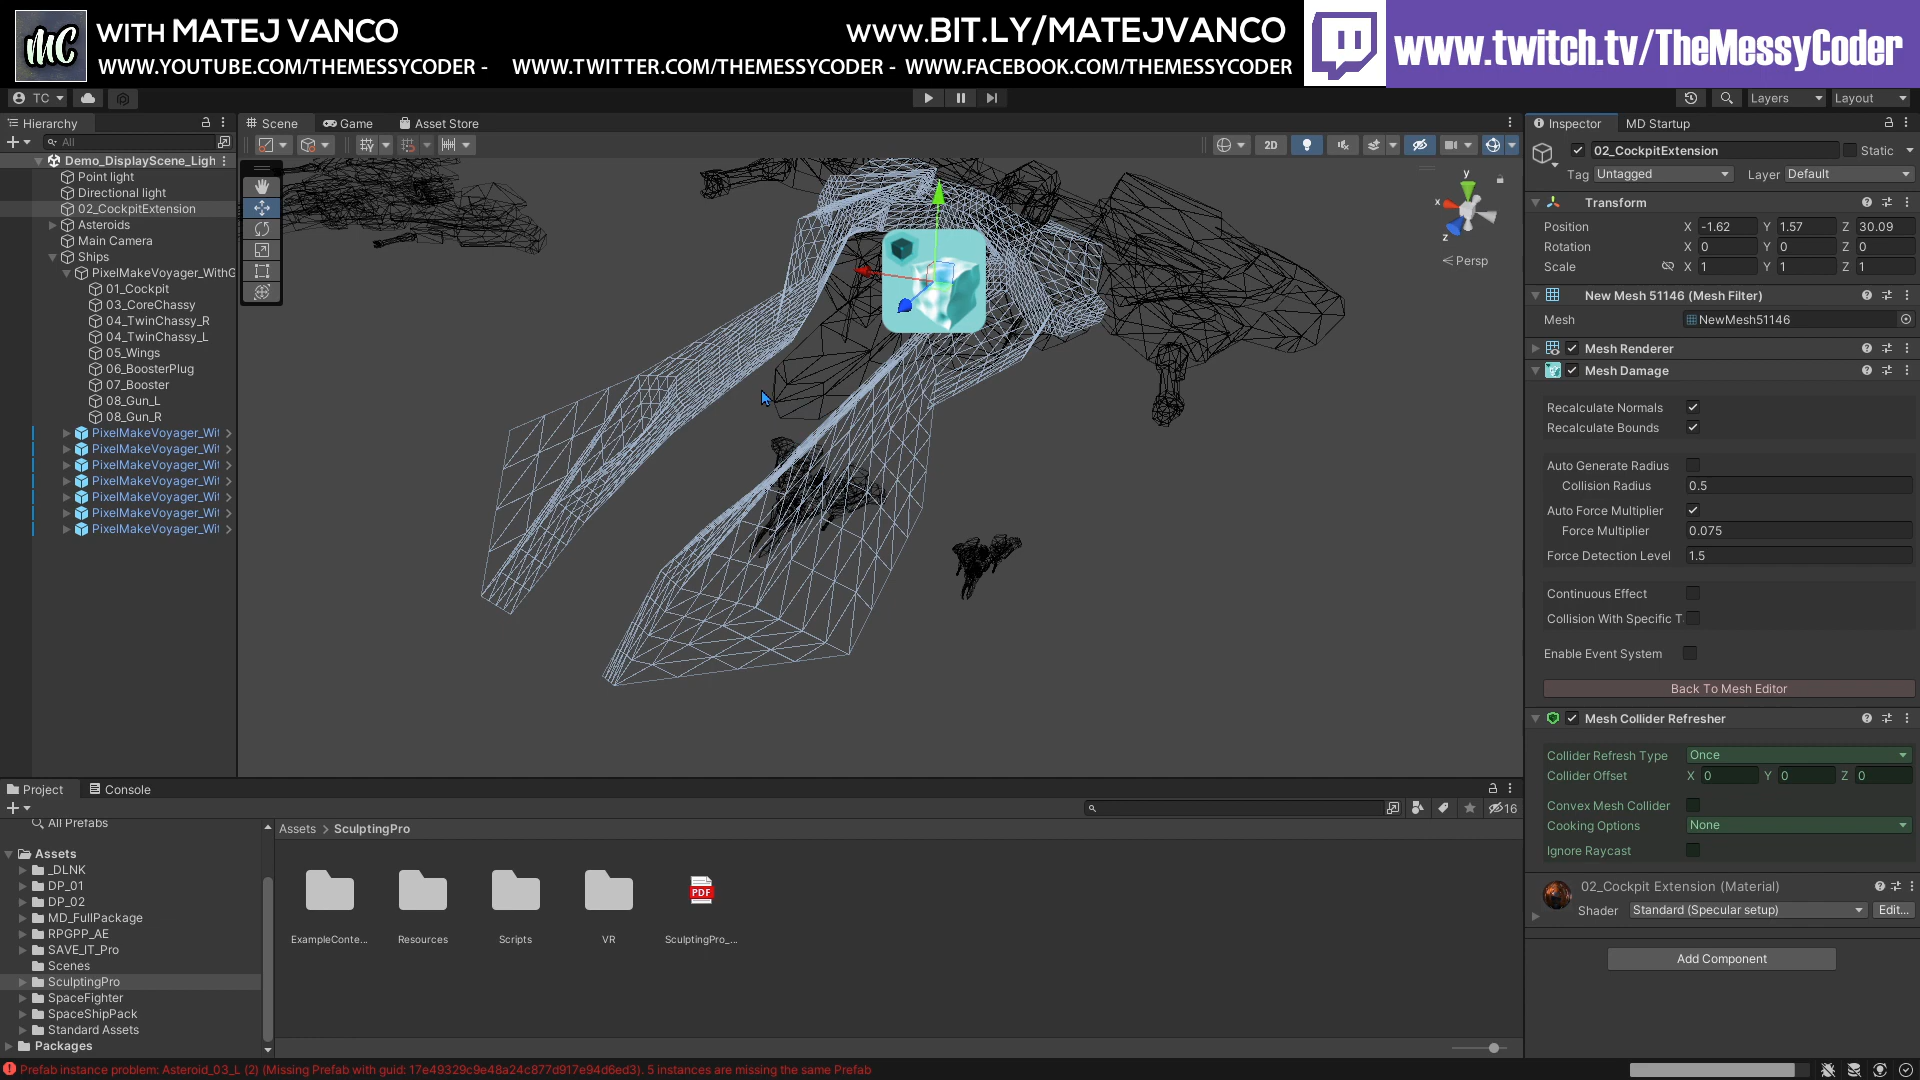 mc WITH MATEJ VANCO
WWW.BIT.LY/MATEJVANCO
WWW.YOUTUBE.COM/THEMESSYCODER - WWW.TWITTER.COM/THEMESSYCODER - WWW.FACEBOOK.COM/THEMESSYCODER
www.twitch.tv/TheMessyCoder
TC
Layers
Layout
Hierarchy
Scene
Game
Asset Store
Inspector
MD Startup
All
2D
Demo_DisplayScene_Ligh
Point light
Directional light
02_CockpitExtension
Asteroids
Main Camera
Ships
PixelMakeVoyager_WithG
01_Cockpit
03_CoreChassy
04_TwinChassy_R
04_TwinChassy_L
05_Wings
06_BoosterPlug
07_Booster
08_Gun_L
08_Gun_R
PixelMakeVoyager_Wit
PixelMakeVoyager_Wit
PixelMakeVoyager_Wit
PixelMakeVoyager_Wit
PixelMakeVoyager_Wit
PixelMakeVoyager_Wit
PixelMakeVoyager_Wit
y
x
z
Persp
02_CockpitExtension
Static
Tag Untagged
Layer Default
Transform
Position X -1.62 Y 1.57 Z 30.09
Rotation X 0 Y 0 Z 0
Scale X 1 Y 1 Z 1
New Mesh 51146 (Mesh Filter)
Mesh NewMesh51146
Mesh Renderer
Mesh Damage
Recalculate Normals
Recalculate Bounds
Auto Generate Radius
Collision Radius 0.5
Auto Force Multiplier
Force Multiplier 0.075
Force Detection Level 1.5
Continuous Effect
Collision With Specific T
Enable Event System
Back To Mesh Editor
Mesh Collider Refresher
Collider Refresh Type Once
Collider Offset X 0 Y 0 Z 0
Convex Mesh Collider
Cooking Options None
Ignore Raycast
02_Cockpit Extension (Material)
Shader Standard (Specular setup) Edit...
Add Component
Project
Console
16
All Prefabs
Assets
_DLNK
DP_01
DP_02
MD_FullPackage
RPGPP_AE
SAVE_IT_Pro
Scenes
SculptingPro
SpaceFighter
SpaceShipPack
Standard Assets
Packages
Assets > SculptingPro
PDF
ExampleConte...
Resources
Scripts
VR
SculptingPro_...
Prefab instance problem: Asteroid_03_L (2) (Missing Prefab with guid: 17e49329c9e48a24c877d917e94d6ed3). 5 instances are missing the same Prefab